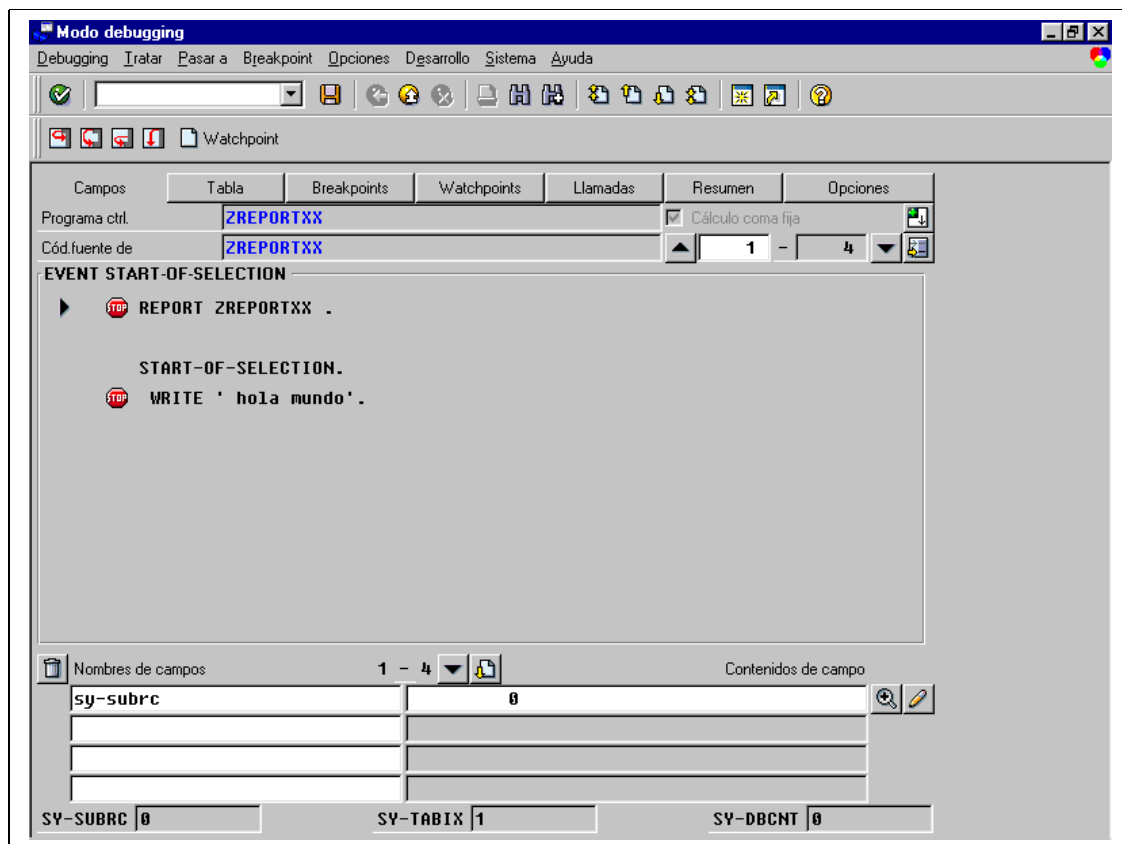 Modo debugging
Debugging Tratar Pasar a Breakpoint Opciones Desarrollo Sistema Ayuda
Watchpoint
Campos Tabla Breakpoints Watchpoints Llamadas Resumen Opciones
Programa ctrl. ZREPORTXX Cálculo coma fija
Cód.fuente de ZREPORTXX 1 - 4
EVENT START-OF-SELECTION
STOP REPORT ZREPORTXX .
START-OF-SELECTION.
STOP WRITE ' hola mundo'.
Nombres de campos 1 - 4 Contenidos de campo
sy-subrc 0
SY-SUBRC 0 SY-TABIX 1 SY-DBCNT 0